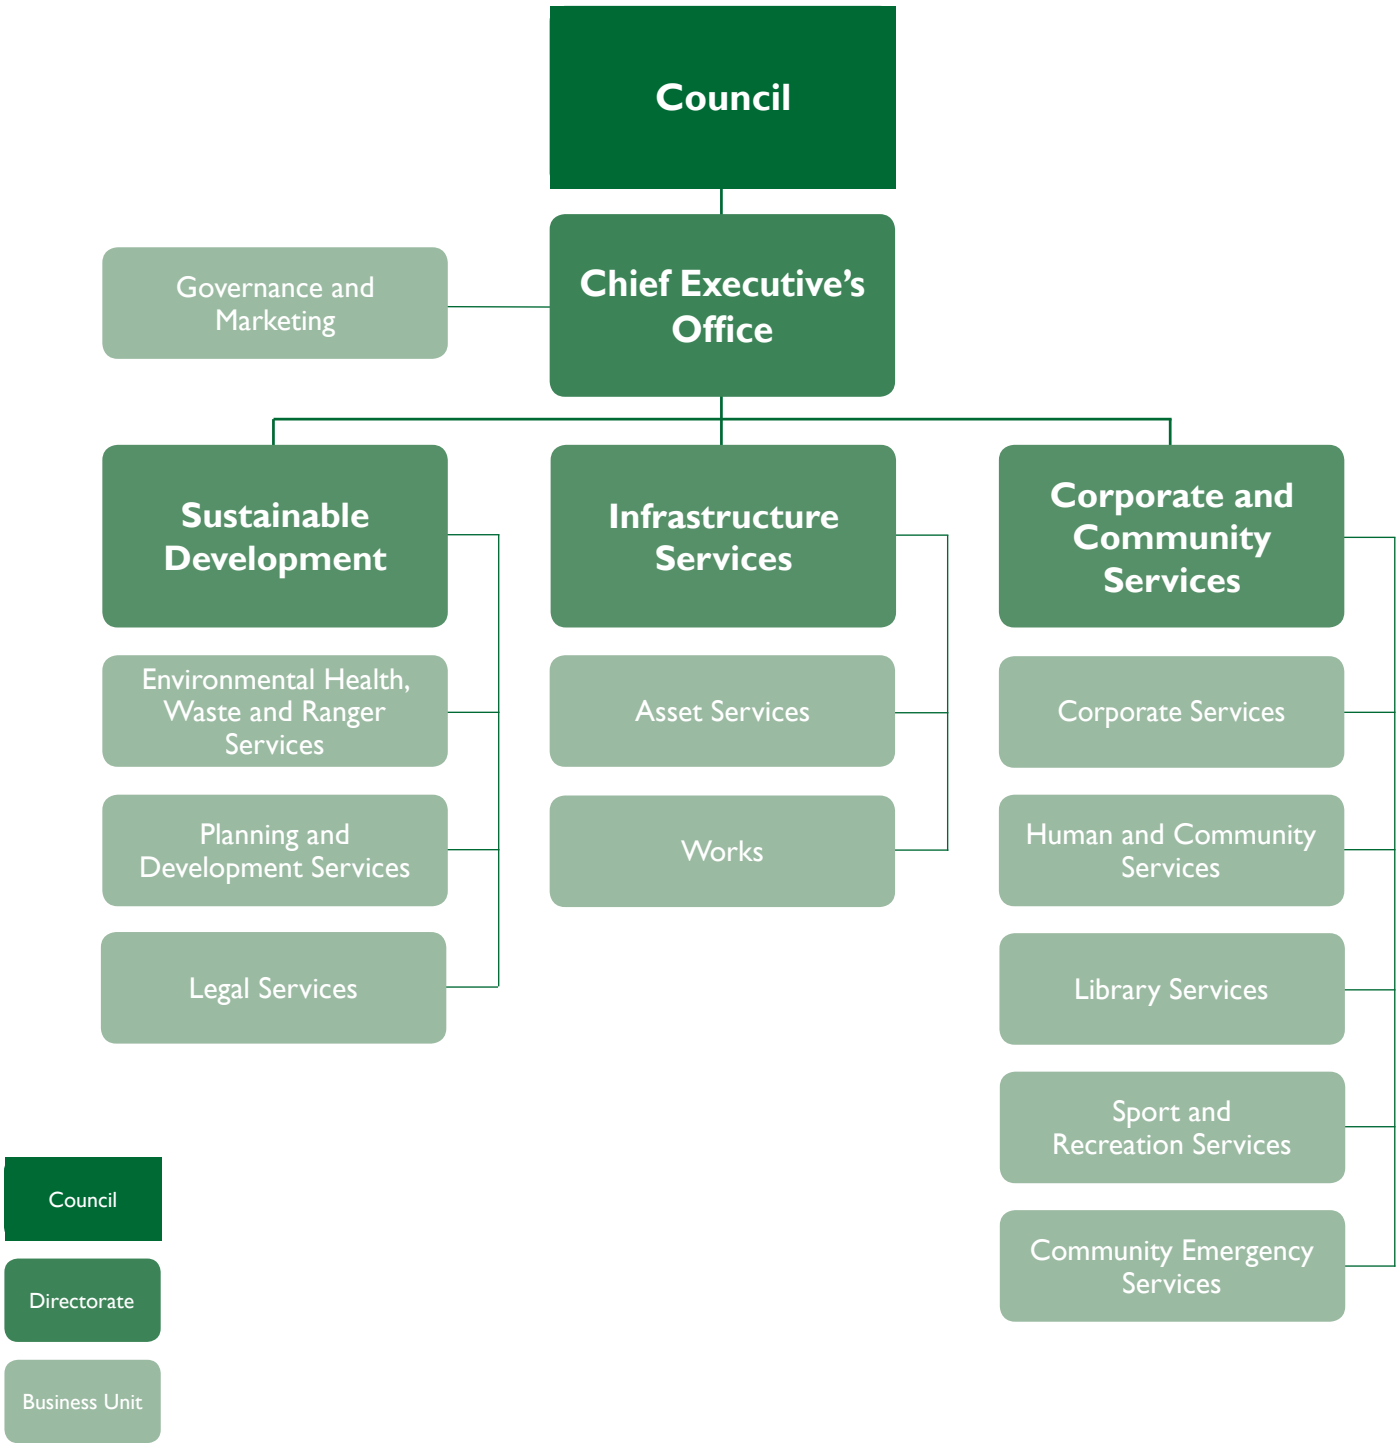 Council
Governance and
Marketing
Chief Executive’s
Office
Sustainable
Development
Infrastructure
Services
Corporate and
Community
Services
Environmental Health,
Waste and Ranger
Services
Asset Services
Corporate Services
Planning and
Development Services
Works
Human and Community
Services
Legal Services
Library Services
Sport and
Recreation Services
Community Emergency
Services
Council
Directorate
Business Unit